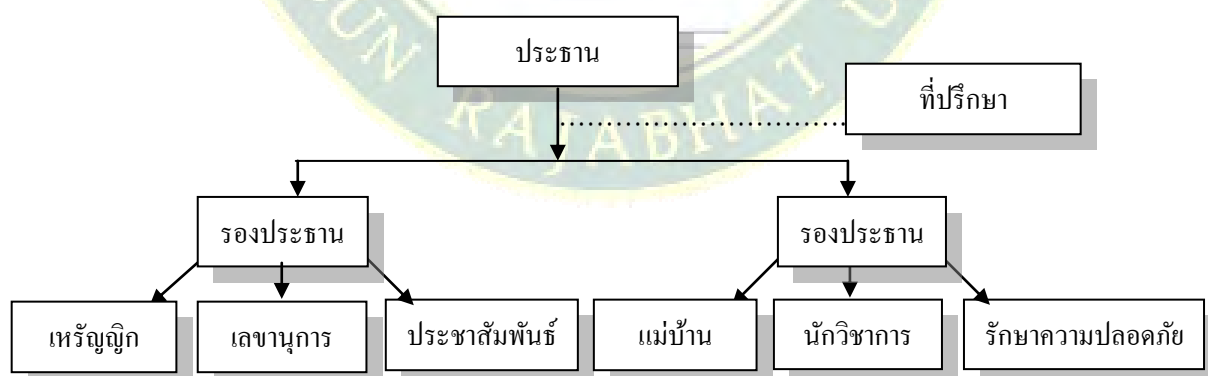 ประธาน
ที่ปรึกษา
RAJABHAT U
รองประธาน
รองประธาน
เหรัญญิก
เลขานุการ
ประชาสัมพันธ์
แม่บ้าน
นักวิชาการ
รักษาความปลอดภัย